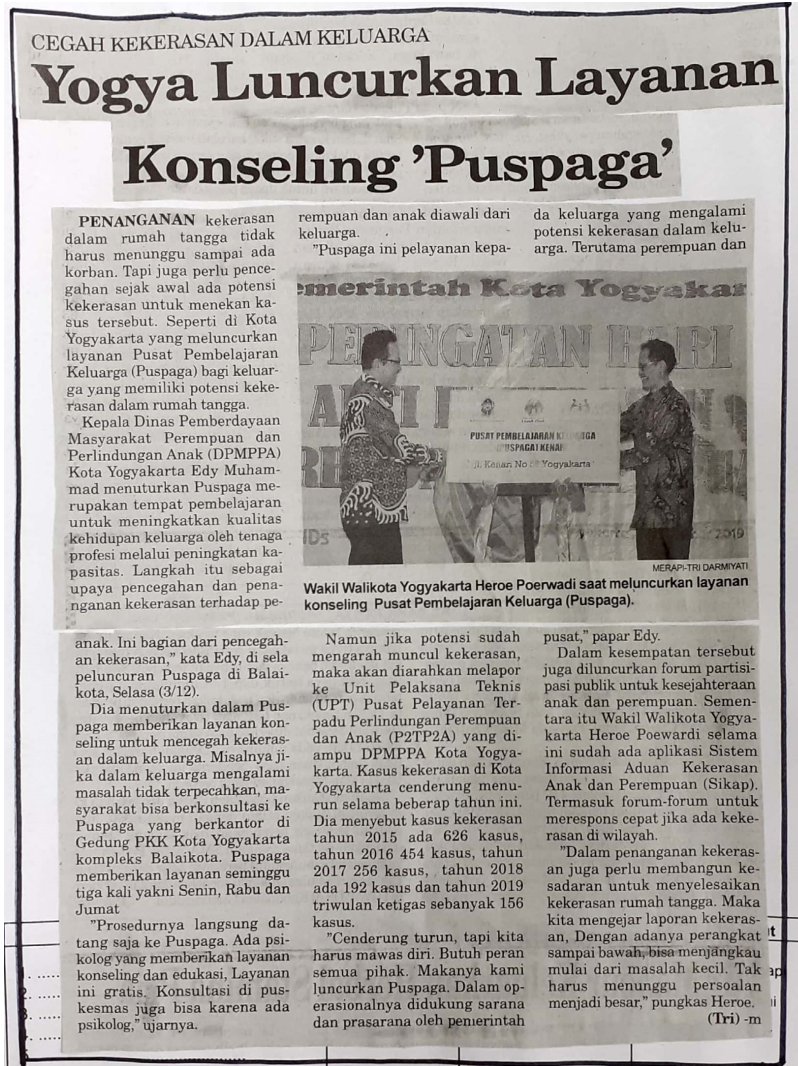 CEGAH KEKERASAN DALAM KELUARGA
Yogya Luncurkan Layanan
Konseling 'Puspaga'
PENANGANAN kekerasan
dalam rumah tangga tidak
harus menunggu sampai ada
korban. Tapi juga perlu pence-
gahan sejak awal ada potensi
kekerasan untuk menekan ka-
sus tersebut. Seperti di Kota
Yogyakarta yang meluncurkan
layanan Pusat Pembelajaran
Keluarga (Puspaga) bagi keluar-
ga yang memiliki potensi keke-
rasan dalam rumah tangga.
Kepala Dinas Pemberdayaan
Masyarakat Perempuan dan
Perlindungan Anak (DPMPPA)
Kota Yogyakarta Edy Muham-
mad menuturkan Puspaga me-
rupakan tempat pembelajaran
untuk meningkatkan kualitas
kehidupan keluarga oleh tenaga
profesi melalui peningkatan ka-
pasitas. Langkah itu sebagai
upaya pencegahan dan pena-
nganan kekerasan terhadap pe-
rempuan dan anak diawali dari
keluarga.
"Puspaga ini pelayanan kepa-
da keluarga yang mengalami
potensi kekerasan dalam kelu-
arga. Terutama perempuan dan
emerintah Kota Yogyakar
PERINGATAN HARI
PUSAT PEMBELAJARAN KELUARGA
PUSPAGA) KENAR
Jl. Kenari No Yogyakarta
2019
MERAPI-TRI DARMIYATI
Wakil Walikota Yogyakarta Heroe Poerwadi saat meluncurkan layanan
konseling Pusat Pembelajaran Keluarga (Puspaga).
anak. Ini bagian dari pencegah-
an kekerasan," kata Edy, di sela
peluncuran Puspaga di Balai-
kota, Selasa (3/12).
Dia menuturkan dalam Pus-
paga memberikan layanan kon-
seling untuk mencegah kekeras-
an dalam keluarga. Misalnya ji-
ka dalam keluarga mengalami
masalah tidak terpecahkan, ma-
syarakat bisa berkonsultasi ke
Puspaga yang berkantor di
Gedung PKK Kota Yogyakarta
kompleks Balaikota. Puspaga
memberikan layanan seminggu
tiga kali yakni Senin, Rabu dan
Jumat
"Prosedurnya langsung da-
tang saja ke Puspaga. Ada psi-
kolog yang memberikan layanan
konseling dan edukasi, Layanan
ini gratis. Konsultasi di pus-
kesmas juga bisa karena ada
psikolog," ujarnya.
Namun jika potensi sudah
mengarah muncul kekerasan,
maka akan diarahkan melapor
ke Unit Pelaksana Teknis
(UPT) Pusat Pelayanan Ter-
padu Perlindungan Perempuan
dan Anak (P2TP2A) yang di-
ampu DPMPPA Kota Yogya-
karta. Kasus kekerasan di Kota
Yogyakarta cenderung menu-
run selama beberap tahun ini.
Dia menyebut kasus kekerasan
tahun 2015 ada 626 kasus,
tahun 2016 454 kasus, tahun
2017 256 kasus, tahun 2018
ada 192 kasus dan tahun 2019
triwulan ketigas sebanyak 156
kasus.
"Cenderung turun, tapi kita
harus mawas diri. Butuh peran
semua pihak. Makanya kami
luncurkan Puspaga. Dalam op-
erasionalnya didukung sarana
dan prasarana oleh pemerintah
pusat," papar Edy.
Dalam kesempatan tersebut
juga diluncurkan forum partisi-
pasi publik untuk kesejahteraan
anak dan perempuan. Semen-
tara itu Wakil Walikota Yogya-
karta Heroe Poewardi selama
ini sudah ada aplikasi Sistem
Informasi Aduan Kekerasan
Anak dan Perempuan (Sikap).
Termasuk forum-forum untuk
merespons cepat jika ada keke-
rasan di wilayah.
"Dalam penanganan kekeras-
an juga perlu membangun ke-
sadaran untuk menyelesaikan
kekerasan rumah tangga. Maka
kita mengejar laporan kekeras-
an, Dengan adanya perangkat
sampai bawah, bisa menjangkau
mulai dari masalah kecil. Tak
harus menunggu persoalan
menjadi besar," pungkas Heroe.
(Tri) -m